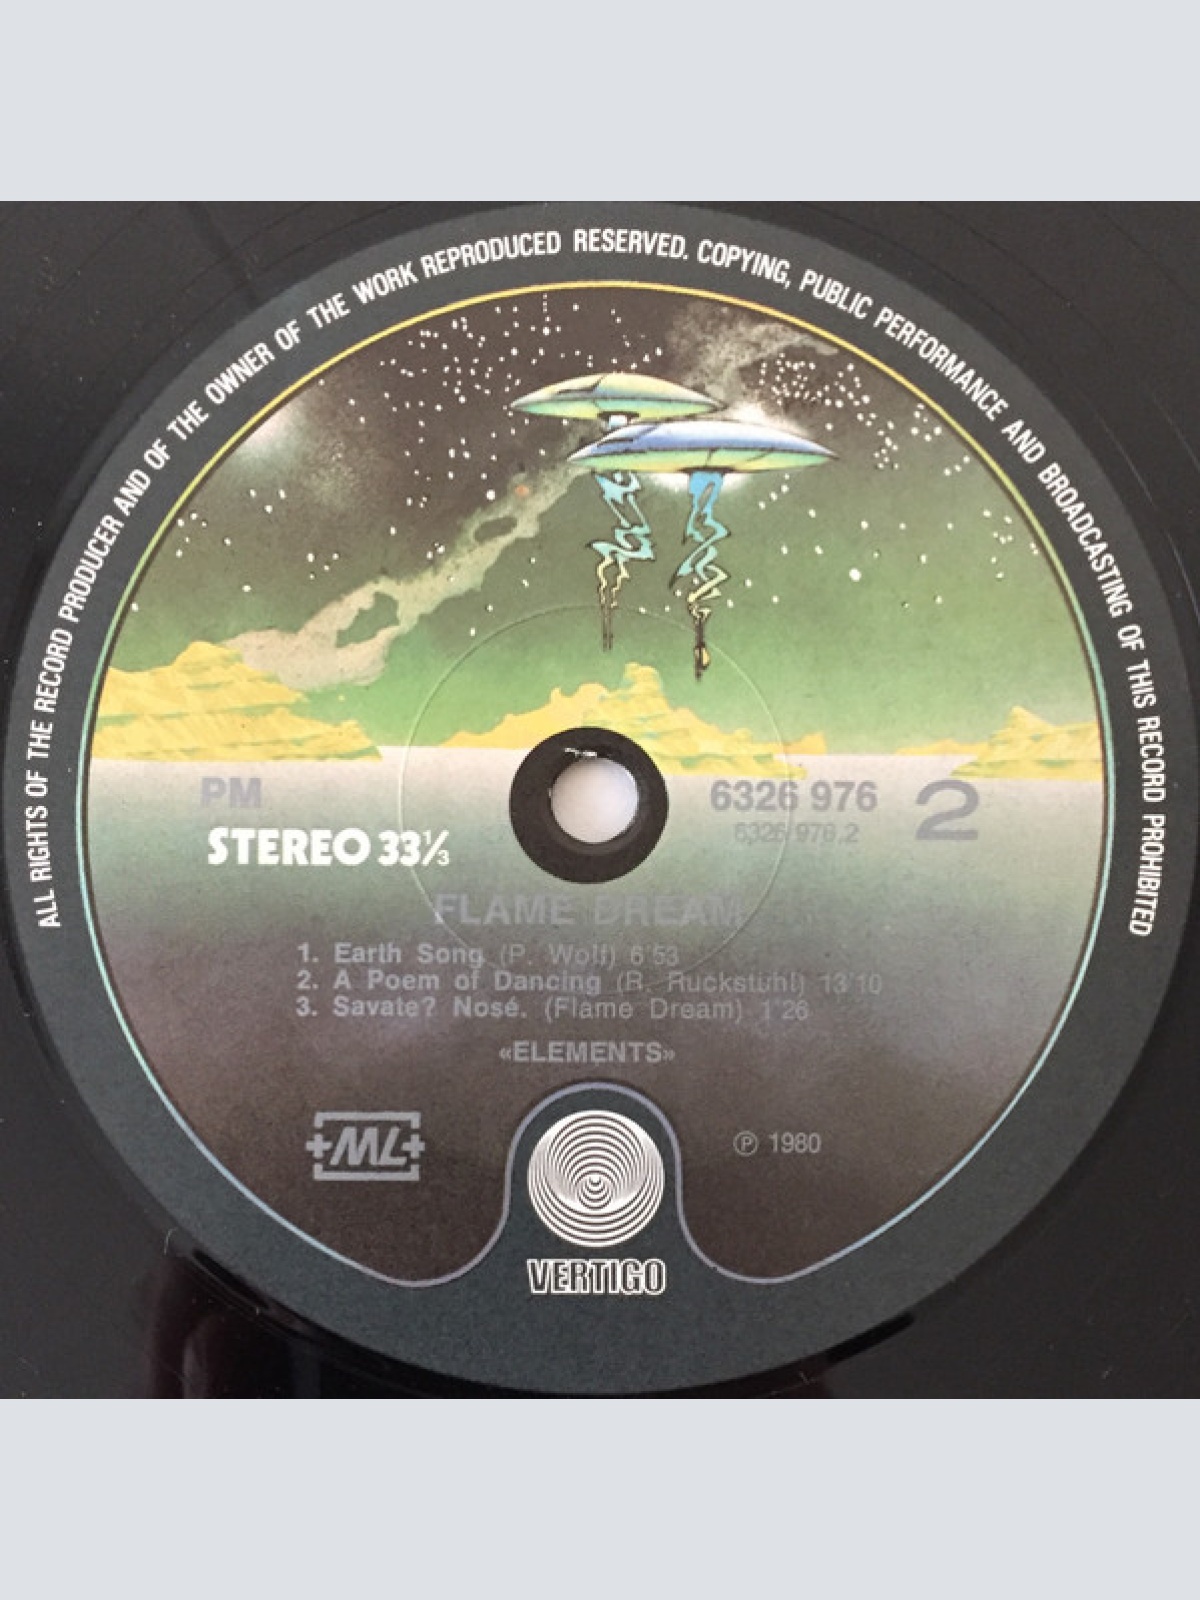 ALL RIGHTS OF THE RECORD PRODUCER AND OF THE OWNER OF THE WORK REPRODUCED RESERVED. COPYING, PUBLIC PERFORMANCE AND BROADCASTING OF THIS RECORD PROHIBITED
PM 6326 976 2
6326 976.2
STEREO 33⅓
FLAME DREAM
1. Earth Song (P. Wolf) 6'53
2. A Poem of Dancing (R. Ruckstuhl) 13'10
3. Savate? Nosé. (Flame Dream) 1'26
«ELEMENTS»
+ML+ ℗ 1980
VERTIGO